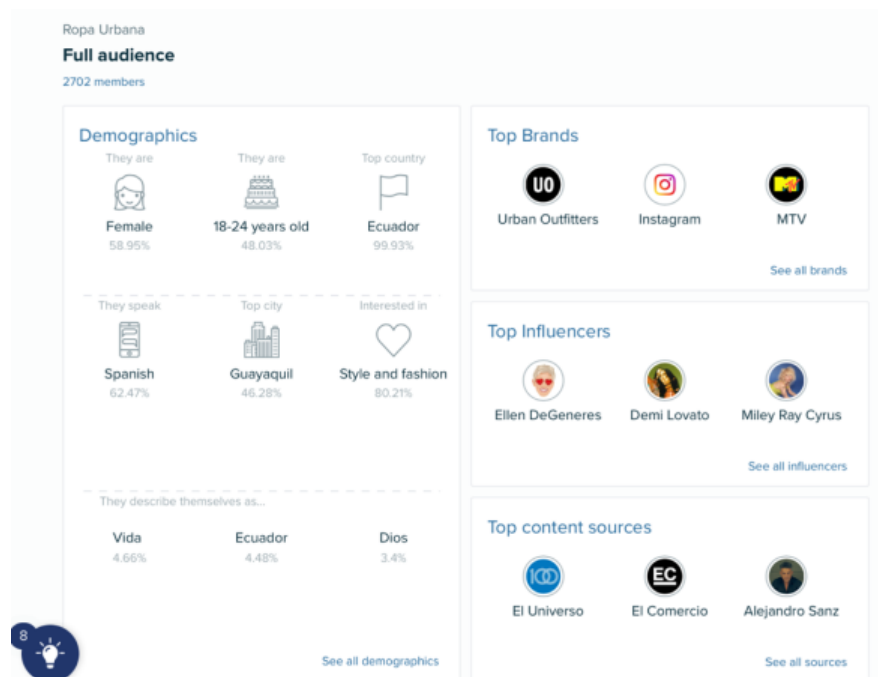 Ropa Urbana
Full audience
2702 members
Demographics
They are
They are
Top country
Female
18-24 years old
Ecuador
58.95%
48.03%
99.93%
They speak
Top city
Interested in
Spanish
Guayaquil
Style and fashion
62.47%
46.28%
80.21%
They describe themselves as...
Vida
Ecuador
Dios
4.66%
4.48%
3.4%
See all demographics
Top Brands
UO
Urban Outfitters
Instagram
MTV
See all brands
Top Influencers
Ellen DeGeneres
Demi Lovato
Miley Ray Cyrus
See all influencers
Top content sources
100
EC
El Universo
El Comercio
Alejandro Sanz
See all sources
8